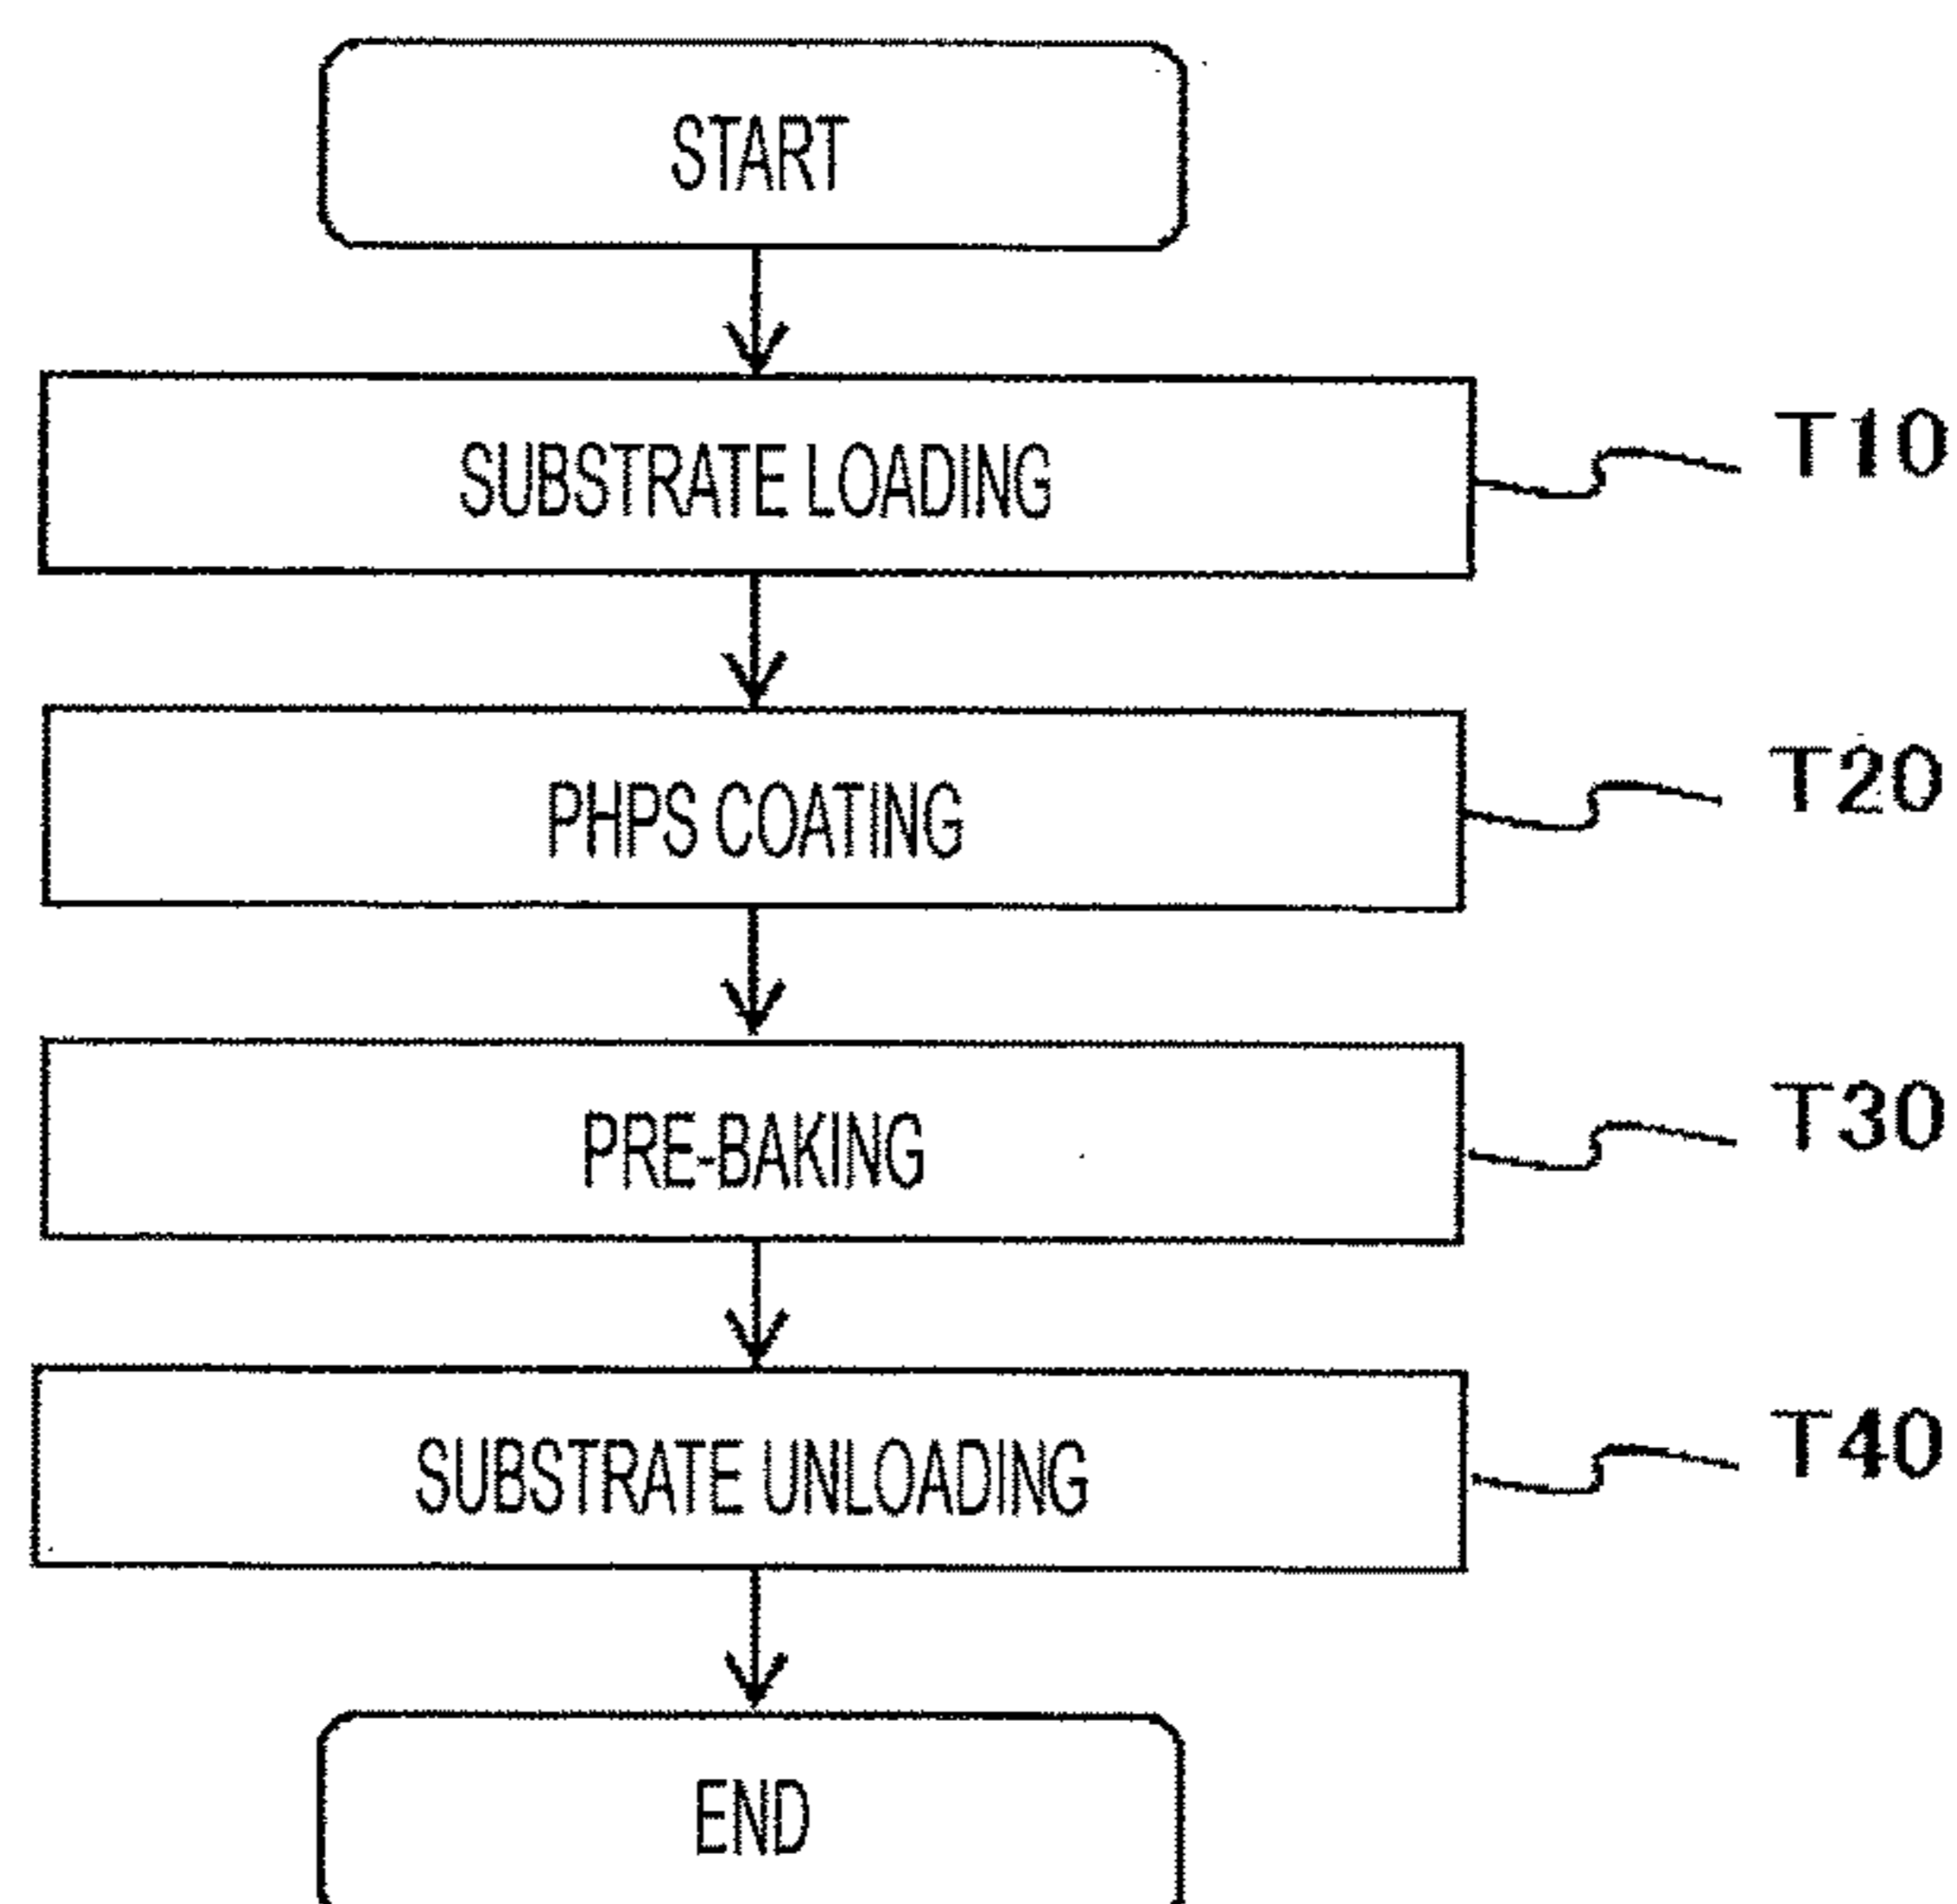 START
SUBSTRATE LOADING
T10
PHPS COATING
T20
PRE-BAKING
T30
SUBSTRATE UNLOADING
T40
END